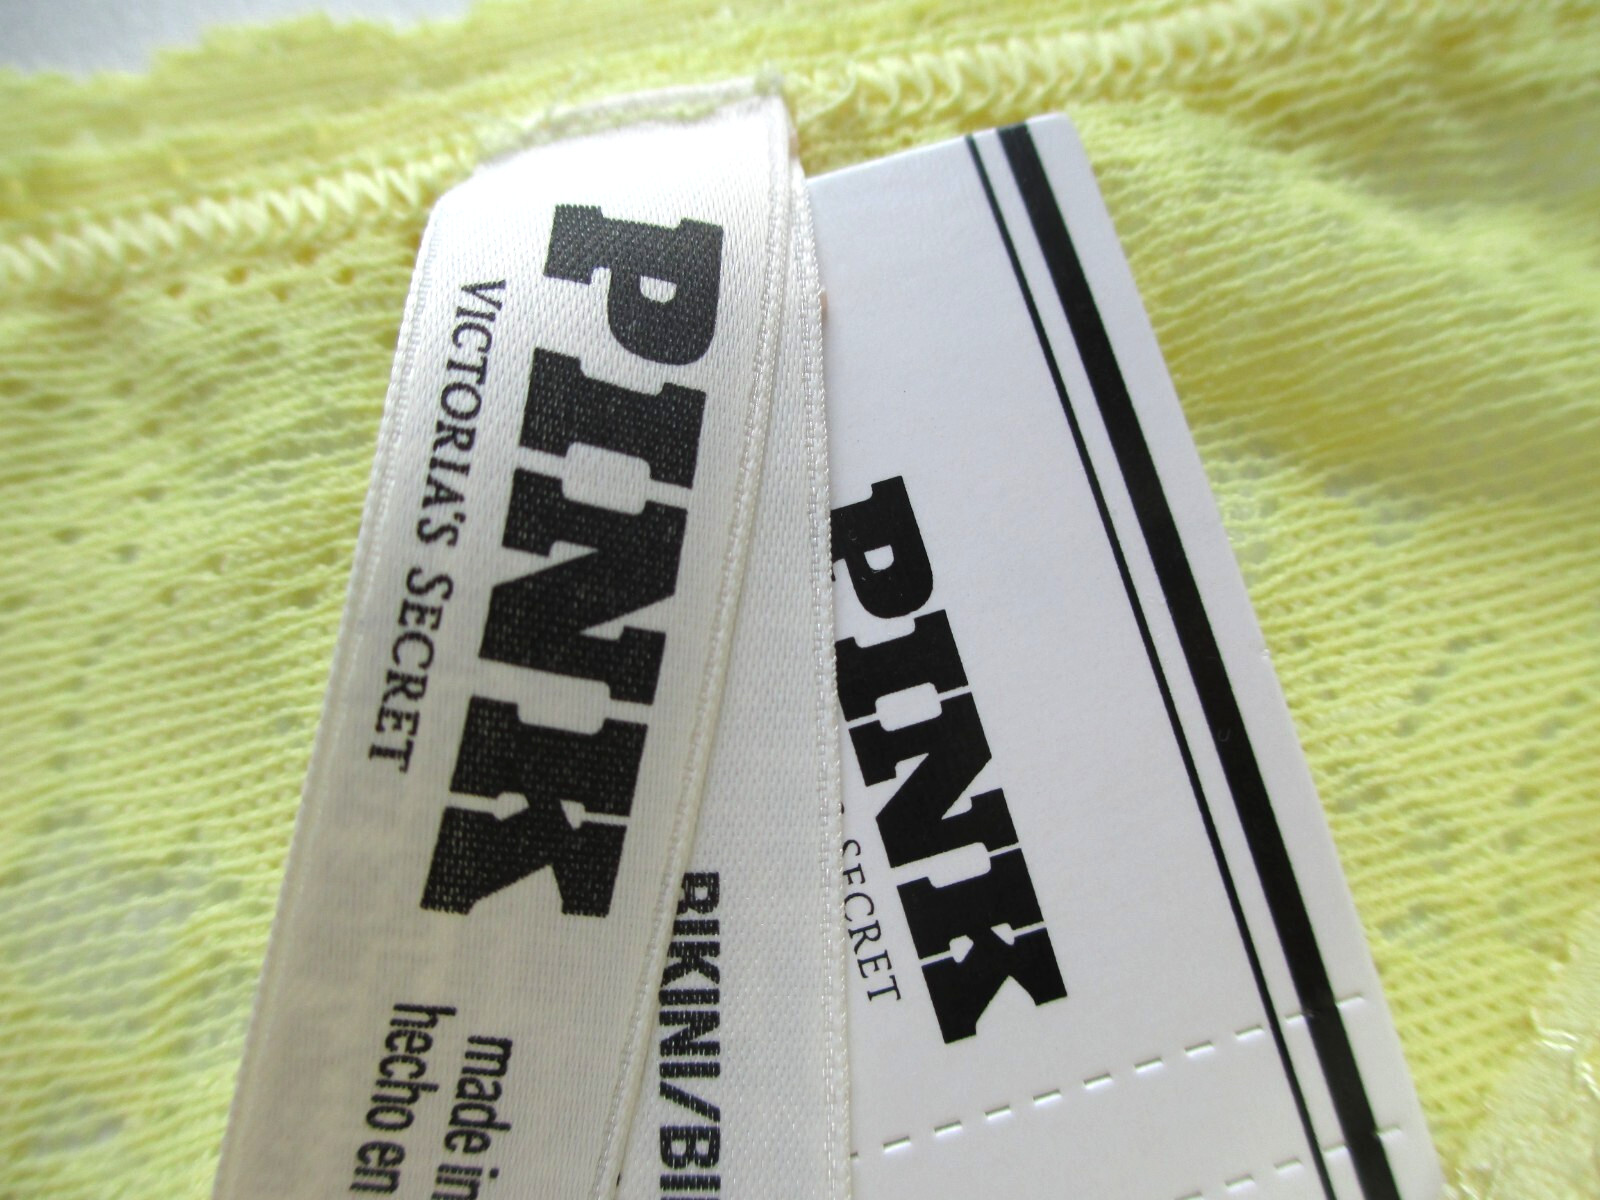 PINK
VICTORIA'S SECRET
made in
hecho en
BIKINI/BI
PINK
SECRET